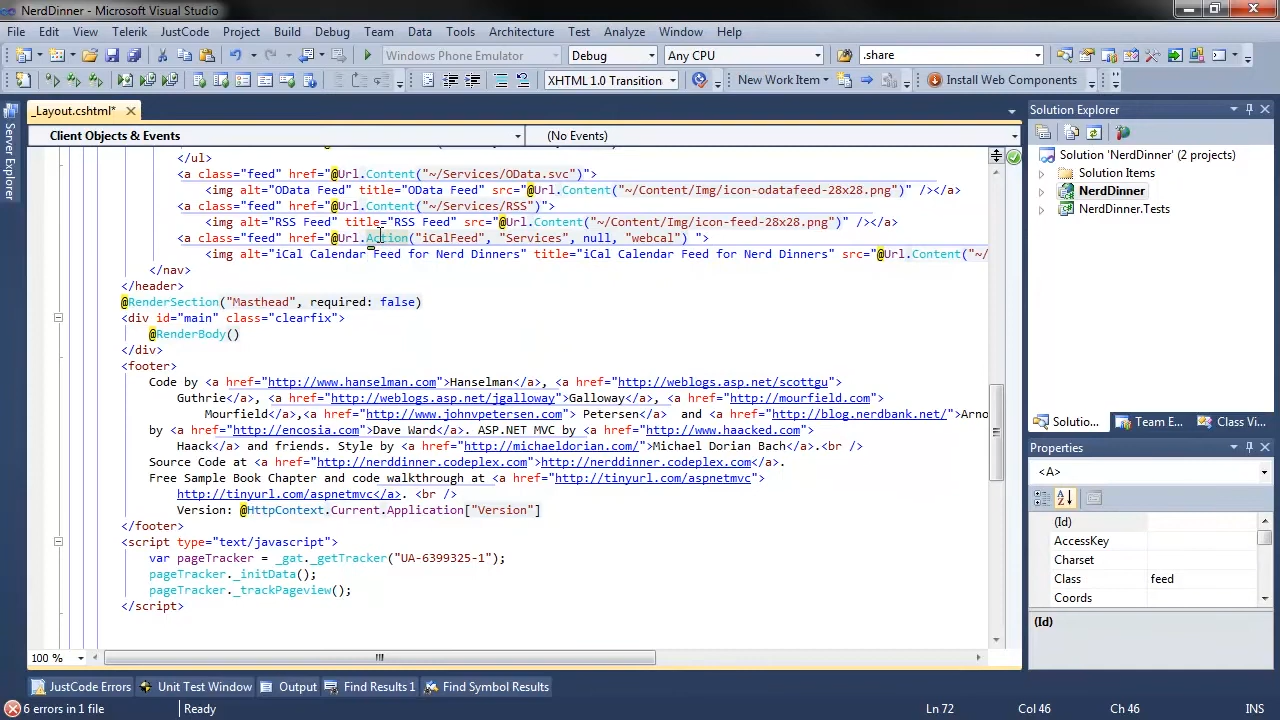 NerdDinner - Microsoft Visual Studio
File Edit View Telerik JustCode Project Build Debug Team Data Tools Architecture Test Analyze Window Help
Windows Phone Emulator Debug Any CPU .share
XHTML 1.0 Transition New Work Item Install Web Components
_Layout.cshtml*
Solution Explorer
Server Explorer
Client Objects & Events (No Events)
Solution 'NerdDinner' (2 projects)
Solution Items
NerdDinner
NerdDinner.Tests
</ul>
<a class="feed" href="@Url.Content("~/Services/OData.svc")">
<img alt="OData Feed" title="OData Feed" src="@Url.Content("~/Content/Img/icon-odatafeed-28x28.png")" /></a>
<a class="feed" href="@Url.Content("~/Services/RSS")">
<img alt="RSS Feed" title="RSS Feed" src="@Url.Content("~/Content/Img/icon-feed-28x28.png")" /></a>
<a class="feed" href="@Url.Action("iCalFeed", "Services", null, "webcal") ">
<img alt="iCal Calendar Feed for Nerd Dinners" title="iCal Calendar Feed for Nerd Dinners" src="@Url.Content("~/
</nav>
</header>
@RenderSection("Masthead", required: false)
<div id="main" class="clearfix">
@RenderBody()
</div>
<footer>
Code by <a href="http://www.hanselman.com">Hanselman</a>, <a href="http://weblogs.asp.net/scottgu">
Guthrie</a>, <a href="http://weblogs.asp.net/jgalloway">Galloway</a>, <a href="http://mourfield.com">
Mourfield</a>,<a href="http://www.johnvpetersen.com"> Petersen</a>  and <a href="http://blog.nerdbank.net/">Arno
by <a href="http://encosia.com">Dave Ward</a>. ASP.NET MVC by <a href="http://www.haacked.com">
Haack</a> and friends. Style by <a href="http://michaeldorian.com/">Michael Dorian Bach</a>.<br />
Source Code at <a href="http://nerddinner.codeplex.com">http://nerddinner.codeplex.com</a>.
Free Sample Book Chapter and code walkthrough at <a href="http://tinyurl.com/aspnetmvc">
http://tinyurl.com/aspnetmvc</a>. <br />
Version: @HttpContext.Current.Application["Version"]
</footer>
<script type="text/javascript">
var pageTracker = _gat._getTracker("UA-6399325-1");
pageTracker._initData();
pageTracker._trackPageview();
</script>
Solutio... Team E... Class Vi...
Properties
<A>
(Id)
AccessKey
Charset
Class feed
Coords
(Id)
100 %
JustCode Errors Unit Test Window Output Find Results 1 Find Symbol Results
6 errors in 1 file Ready Ln 72 Col 46 Ch 46 INS